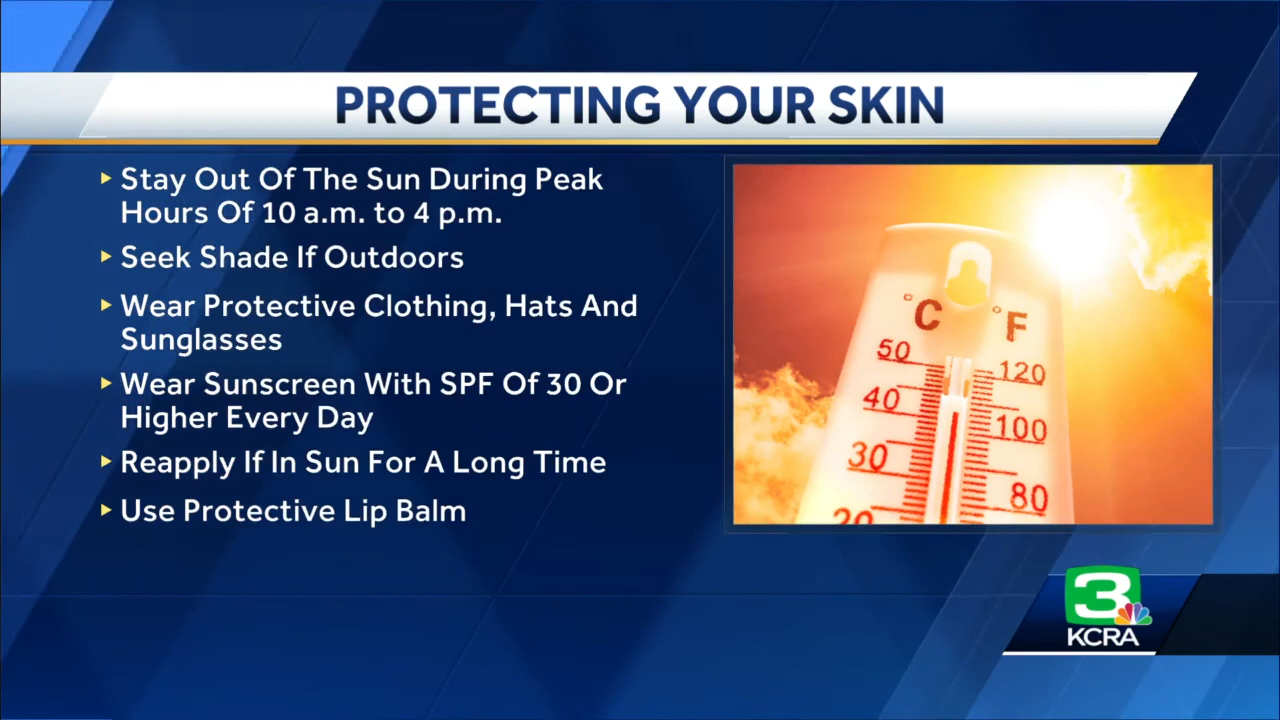 PROTECTING YOUR SKIN
Stay Out Of The Sun During Peak
Hours Of 10 a.m. to 4 p.m.
Seek Shade If Outdoors
Wear Protective Clothing, Hats And
Sunglasses
Wear Sunscreen With SPF Of 30 Or
Higher Every Day
Reapply If In Sun For A Long Time
Use Protective Lip Balm
°C °F
50 120
40 100
30 80
20
3
KCRA